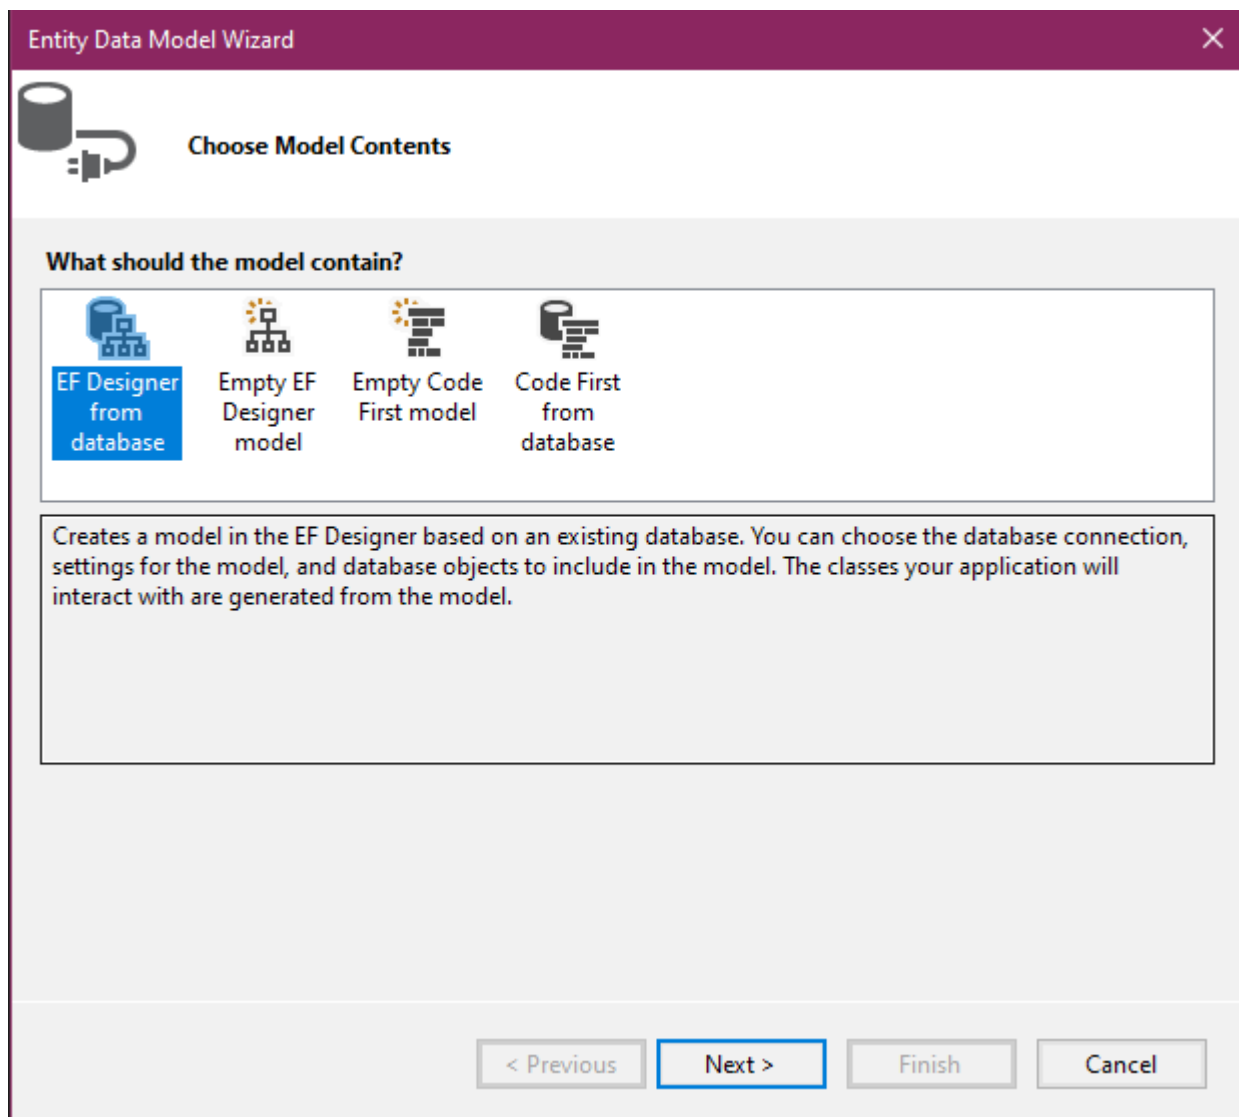 Entity Data Model Wizard
Choose Model Contents
What should the model contain?
EF Designer
from
database
Empty EF
Designer
model
Empty Code
First model
Code First
from
database
Creates a model in the EF Designer based on an existing database. You can choose the database connection,
settings for the model, and database objects to include in the model. The classes your application will
interact with are generated from the model.
< Previous
Next >
Finish
Cancel